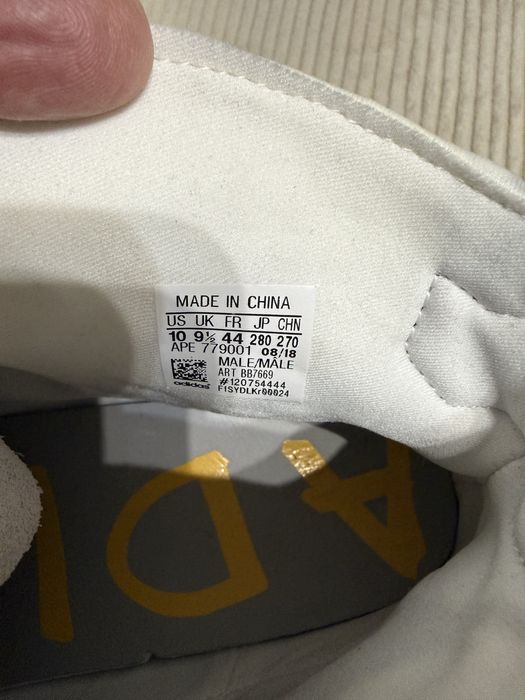 MADE IN CHINA
US UK FR JP CHN
10 9½ 44 280 270
APE 779001 08/18
MALE/MÂLE
ART BB7669
adidas #120754444
F1SYDLKr00024
ADI